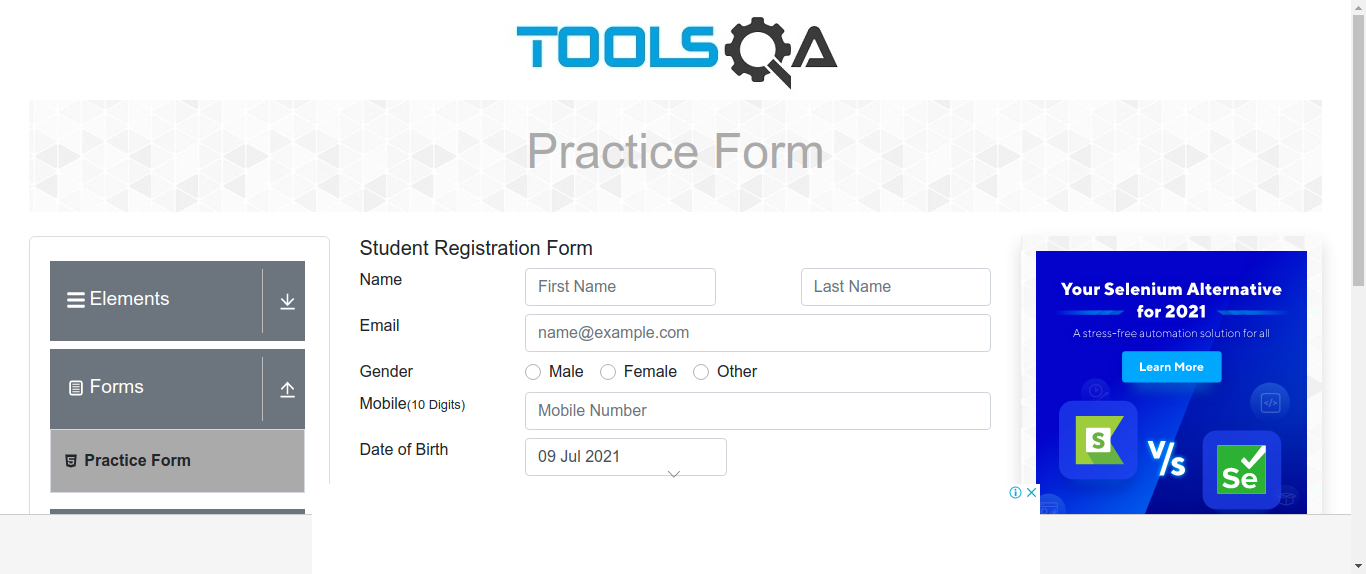 TOOLSQA
Practice Form
Elements
Forms
Practice Form
Student Registration Form
Name
First Name
Last Name
Email
name@example.com
Gender
Male
Female
Other
Mobile(10 Digits)
Mobile Number
Date of Birth
09 Jul 2021
Your Selenium Alternative
for 2021
A stress-free automation solution for all
Learn More
S
V/s
Se